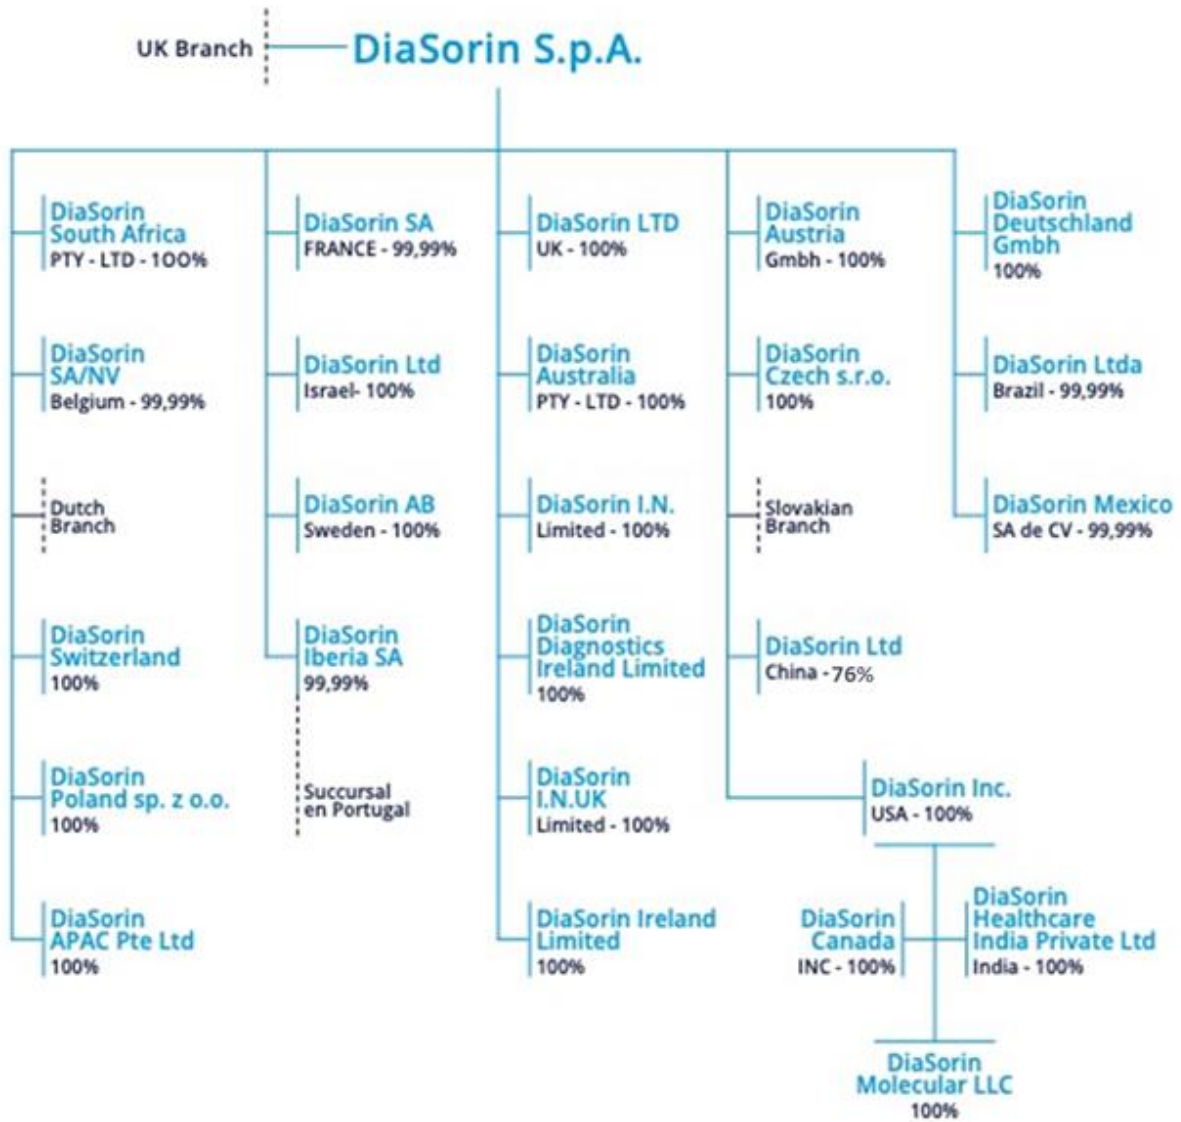 UK Branch
DiaSorin S.p.A.
DiaSorin
South Africa
PTY - LTD - 100%
DiaSorin
SA/NV
Belgium - 99,99%
Dutch
Branch
DiaSorin
Switzerland
100%
DiaSorin
Poland sp. z o.o.
100%
DiaSorin
APAC Pte Ltd
100%
DiaSorin SA
FRANCE - 99,99%
DiaSorin Ltd
Israel- 100%
DiaSorin AB
Sweden - 100%
DiaSorin
Iberia SA
99,99%
Succursal
en Portugal
DiaSorin LTD
UK - 100%
DiaSorin
Australia
PTY - LTD - 100%
DiaSorin I.N.
Limited - 100%
DiaSorin
Diagnostics
Ireland Limited
100%
DiaSorin
I.N.UK
Limited - 100%
DiaSorin Ireland
Limited
100%
DiaSorin
Austria
Gmbh - 100%
DiaSorin
Czech s.r.o.
100%
Slovakian
Branch
DiaSorin Ltd
China - 76%
DiaSorin
Deutschland
Gmbh
100%
DiaSorin Ltda
Brazil - 99,99%
DiaSorin Mexico
SA de CV - 99,99%
DiaSorin Inc.
USA - 100%
DiaSorin
Canada
INC - 100%
DiaSorin
Healthcare
India Private Ltd
India - 100%
DiaSorin
Molecular LLC
100%